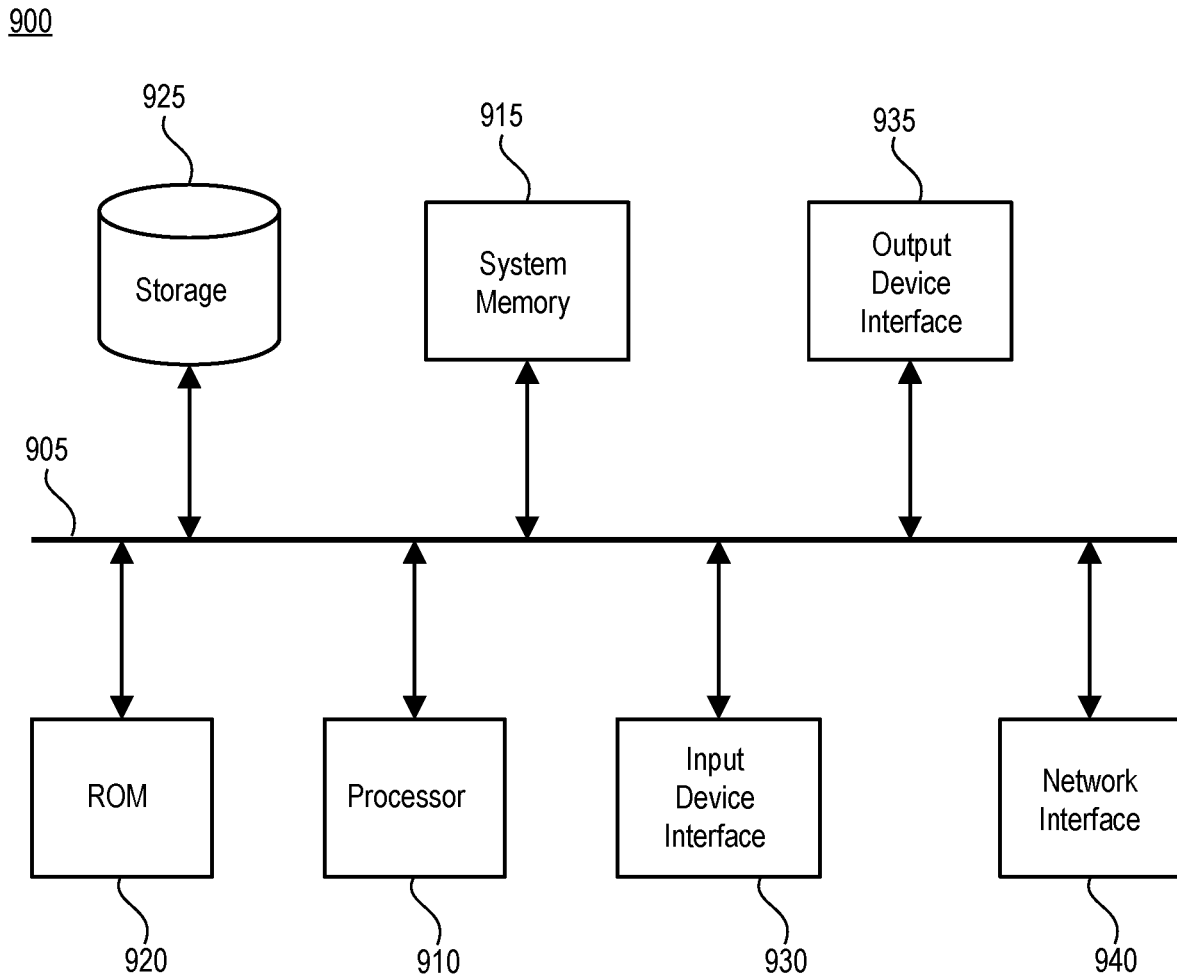 900
925
915
935
Storage
System
Memory
Output
Device
Interface
905
ROM
Processor
Input
Device
Interface
Network
Interface
920
910
930
940